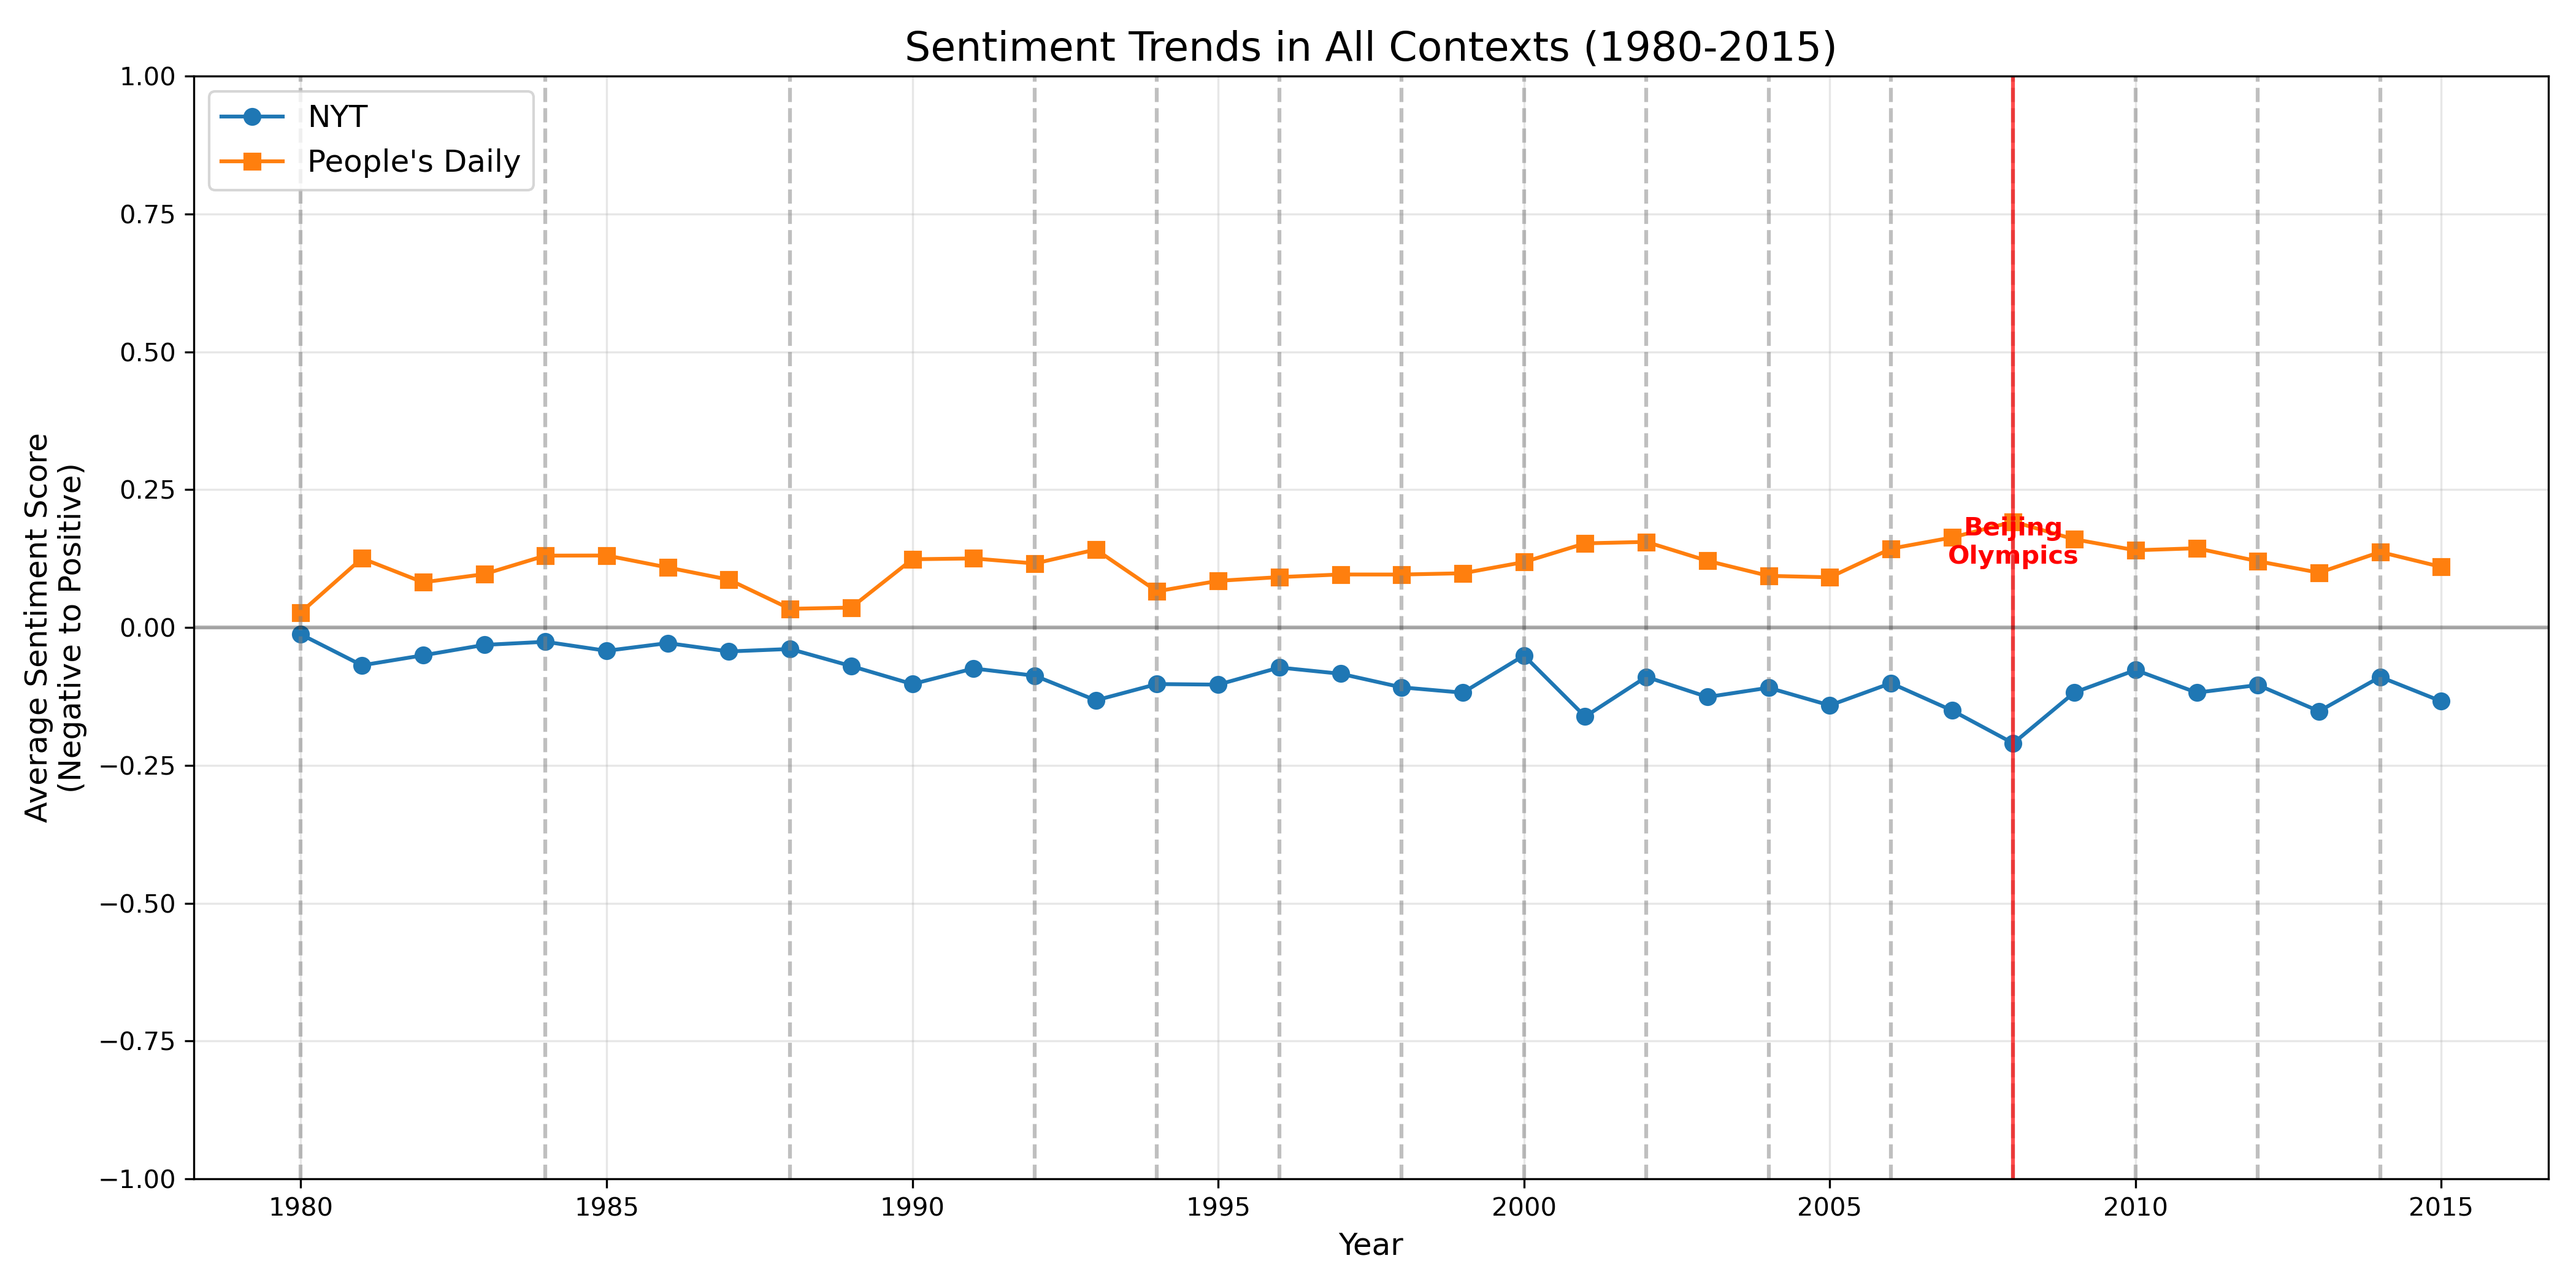 Sentiment Trends in All Contexts (1980-2015)
NYT
People's Daily
1.00
0.75
0.50
0.25
0.00
−0.25
−0.50
−0.75
−1.00
Average Sentiment Score
(Negative to Positive)
Beijing
Olympics
1980
1985
1990
1995
2000
2005
2010
2015
Year